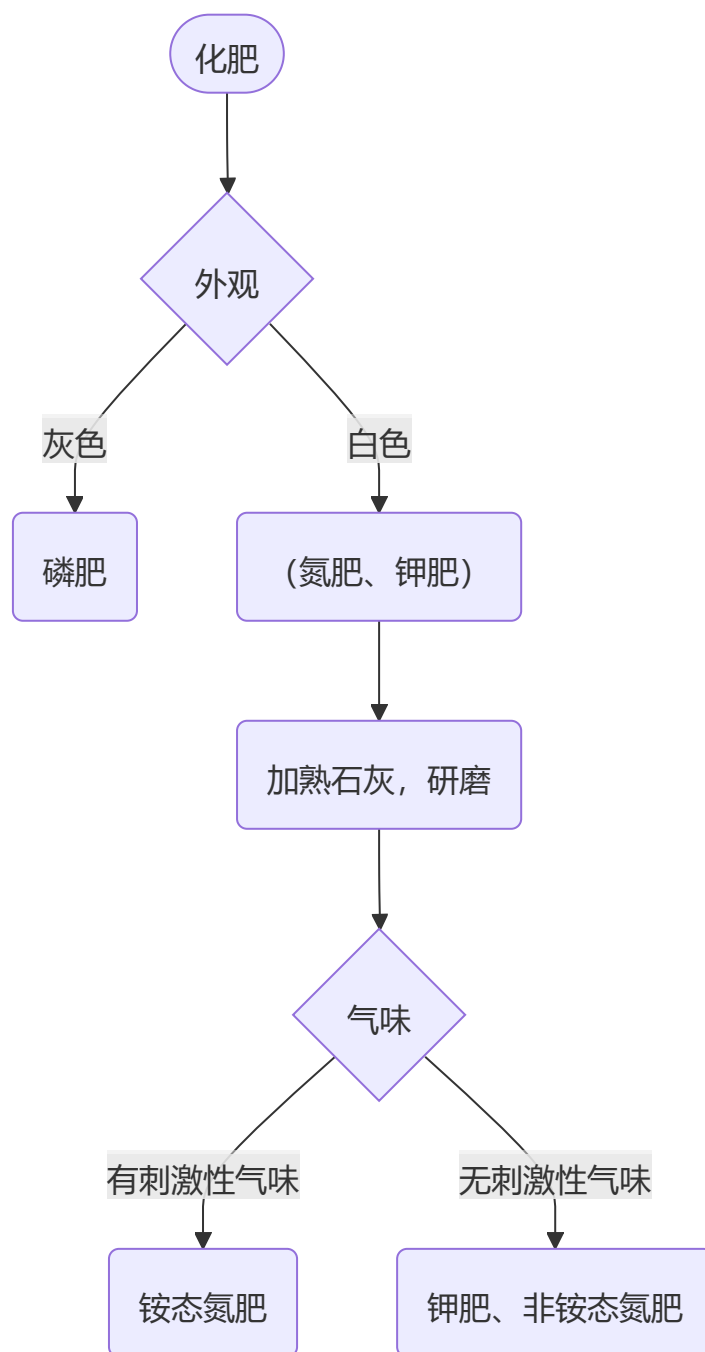 化肥
外观
灰色
白色
磷肥
（氮肥、钾肥）
加熟石灰，研磨
气味
有刺激性气味
无刺激性气味
铵态氮肥
钾肥、非铵态氮肥